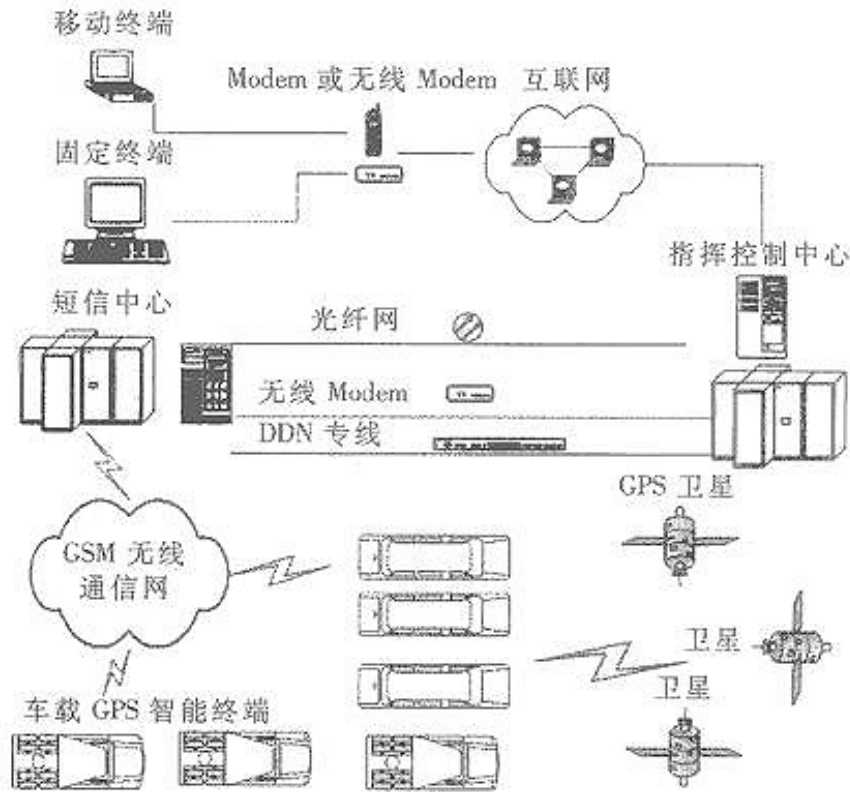 移动终端
Modem 或无线 Modem 互联网
固定终端
指挥控制中心
短信中心
光纤网
无线 Modem
DDN 专线
GPS 卫星
GSM 无线
通信网
卫星
卫星
车载 GPS 智能终端